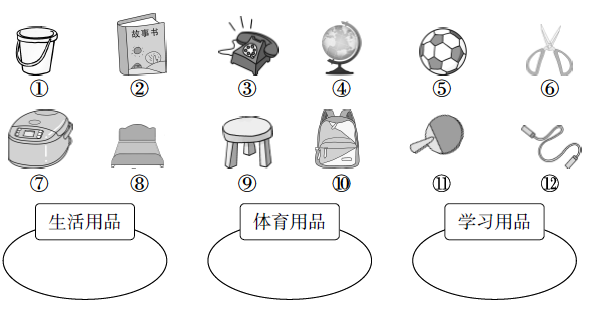 故事书
① ② ③ ④ ⑤ ⑥
⑦ ⑧ ⑨ ⑩ ⑪ ⑫
生活用品 体育用品 学习用品